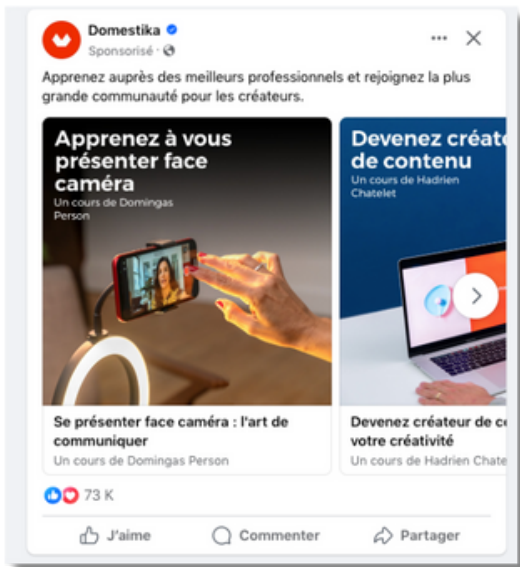 Domestika
Sponsorisé ·
Apprenez auprès des meilleurs professionnels et rejoignez la plus
grande communauté pour les créateurs.
Apprenez à vous
présenter face
caméra
Un cours de Domingas
Person
Devenez créate
de contenu
Un cours de Hadrien
Chatelet
Se présenter face caméra : l'art de
communiquer
Un cours de Domingas Person
Devenez créateur de c
votre créativité
Un cours de Hadrien Chate
73 K
J'aime
Commenter
Partager